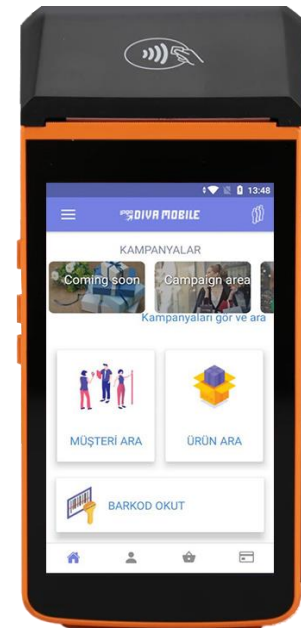 13:48
DIVA MOBILE
KAMPANYALAR
Coming soon
Campaign area
Kampanyaları gör ve ara
MÜŞTERİ ARA
ÜRÜN ARA
BARKOD OKUT